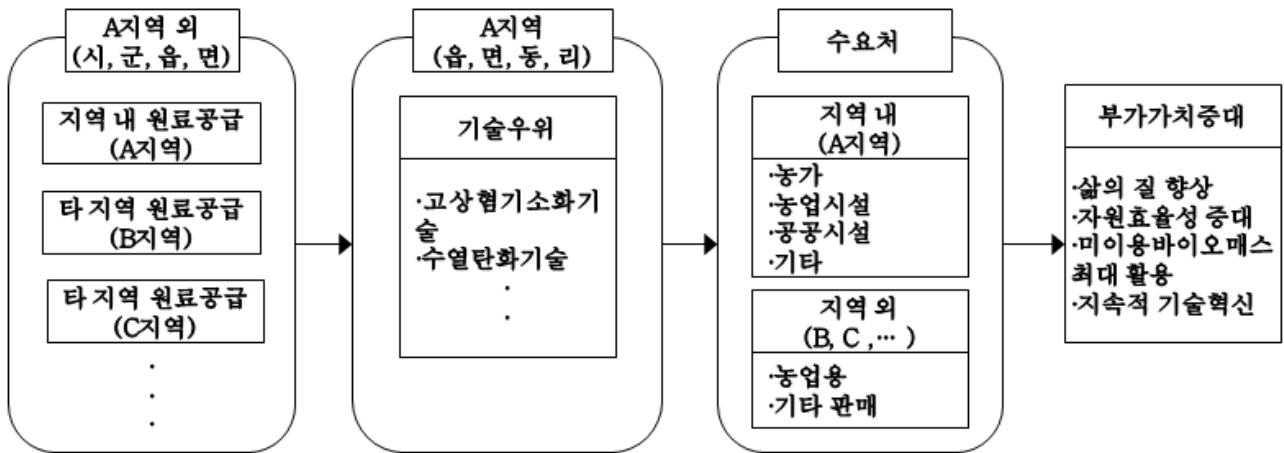 A지역 외
(시, 군, 읍, 면)
지역 내 원료공급
(A지역)
타 지역 원료공급
(B지역)
타 지역 원료공급
(C지역)
·
·
·
A지역
(읍, 면, 동, 리)
기술우위
·고상혐기소화기
술
·수열탄화기술
·
·
수요처
지역 내
(A지역)
·농가
·농업시설
·공공시설
·기타
지역 외
(B, C ,··· )
·농업용
·기타 판매
부가가치증대
·삶의 질 향상
·자원효율성 증대
·미이용바이오매스
최대 활용
·지속적 기술혁신